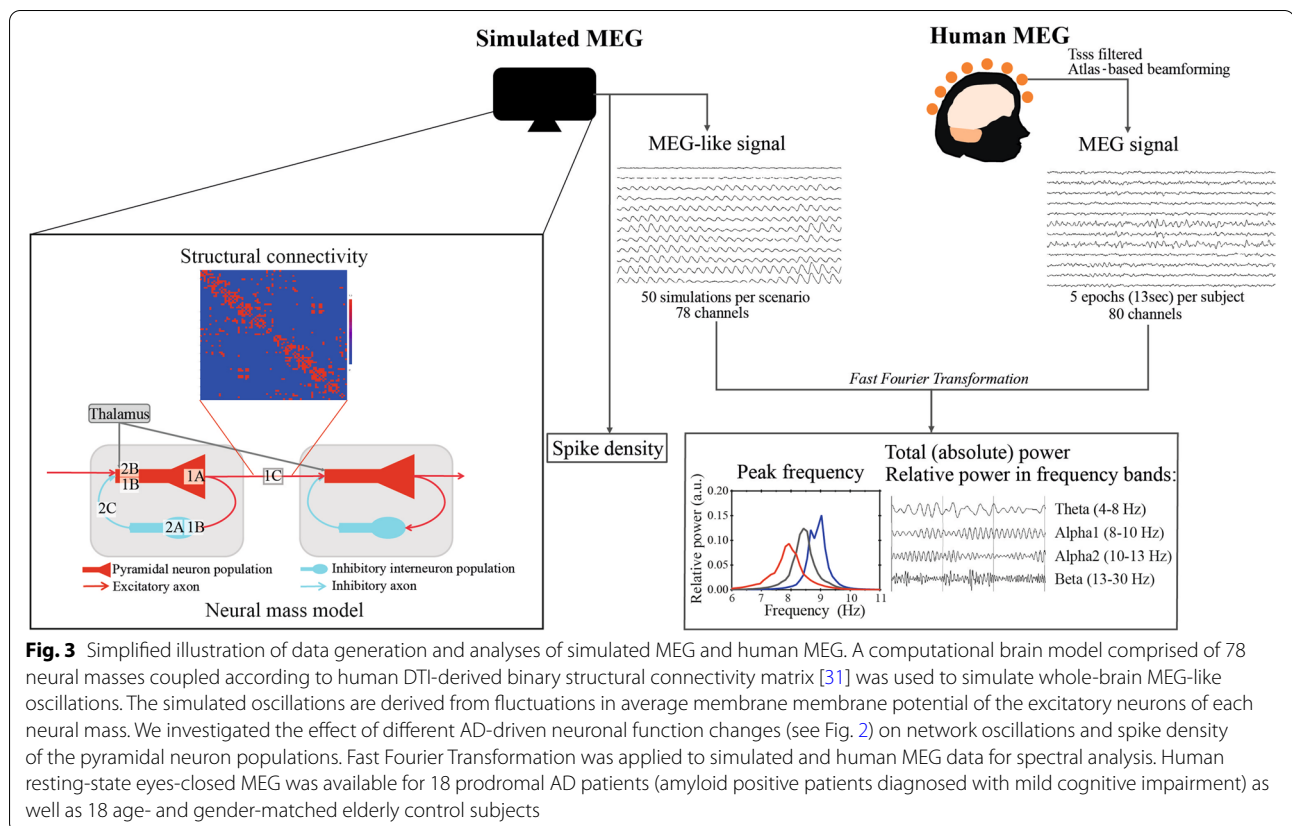 Simulated MEG
Human MEG
Tsss filtered
Atlas-based beamforming
MEG-like signal
MEG signal
50 simulations per scenario
78 channels
5 epochs (13sec) per subject
80 channels
Structural connectivity
Fast Fourier Transformation
Thalamus
2B
1B
1A
1C
2C
2A
1B
Pyramidal neuron population
Inhibitory interneuron population
Excitatory axon
Inhibitory axon
Neural mass model
Spike density
Total (absolute) power
Peak frequency
Relative power in frequency bands:
Relative power (a.u.)
0.20
0.15
0.10
0.05
0.00
6 7 8 9 10 11
Frequency (Hz)
Theta (4-8 Hz)
Alpha1 (8-10 Hz)
Alpha2 (10-13 Hz)
Beta (13-30 Hz)
Fig. 3 Simplified illustration of data generation and analyses of simulated MEG and human MEG. A computational brain model comprised of 78
neural masses coupled according to human DTI-derived binary structural connectivity matrix [31] was used to simulate whole-brain MEG-like
oscillations. The simulated oscillations are derived from fluctuations in average membrane membrane potential of the excitatory neurons of each
neural mass. We investigated the effect of different AD-driven neuronal function changes (see Fig. 2) on network oscillations and spike density
of the pyramidal neuron populations. Fast Fourier Transformation was applied to simulated and human MEG data for spectral analysis. Human
resting-state eyes-closed MEG was available for 18 prodromal AD patients (amyloid positive patients diagnosed with mild cognitive impairment) as
well as 18 age- and gender-matched elderly control subjects